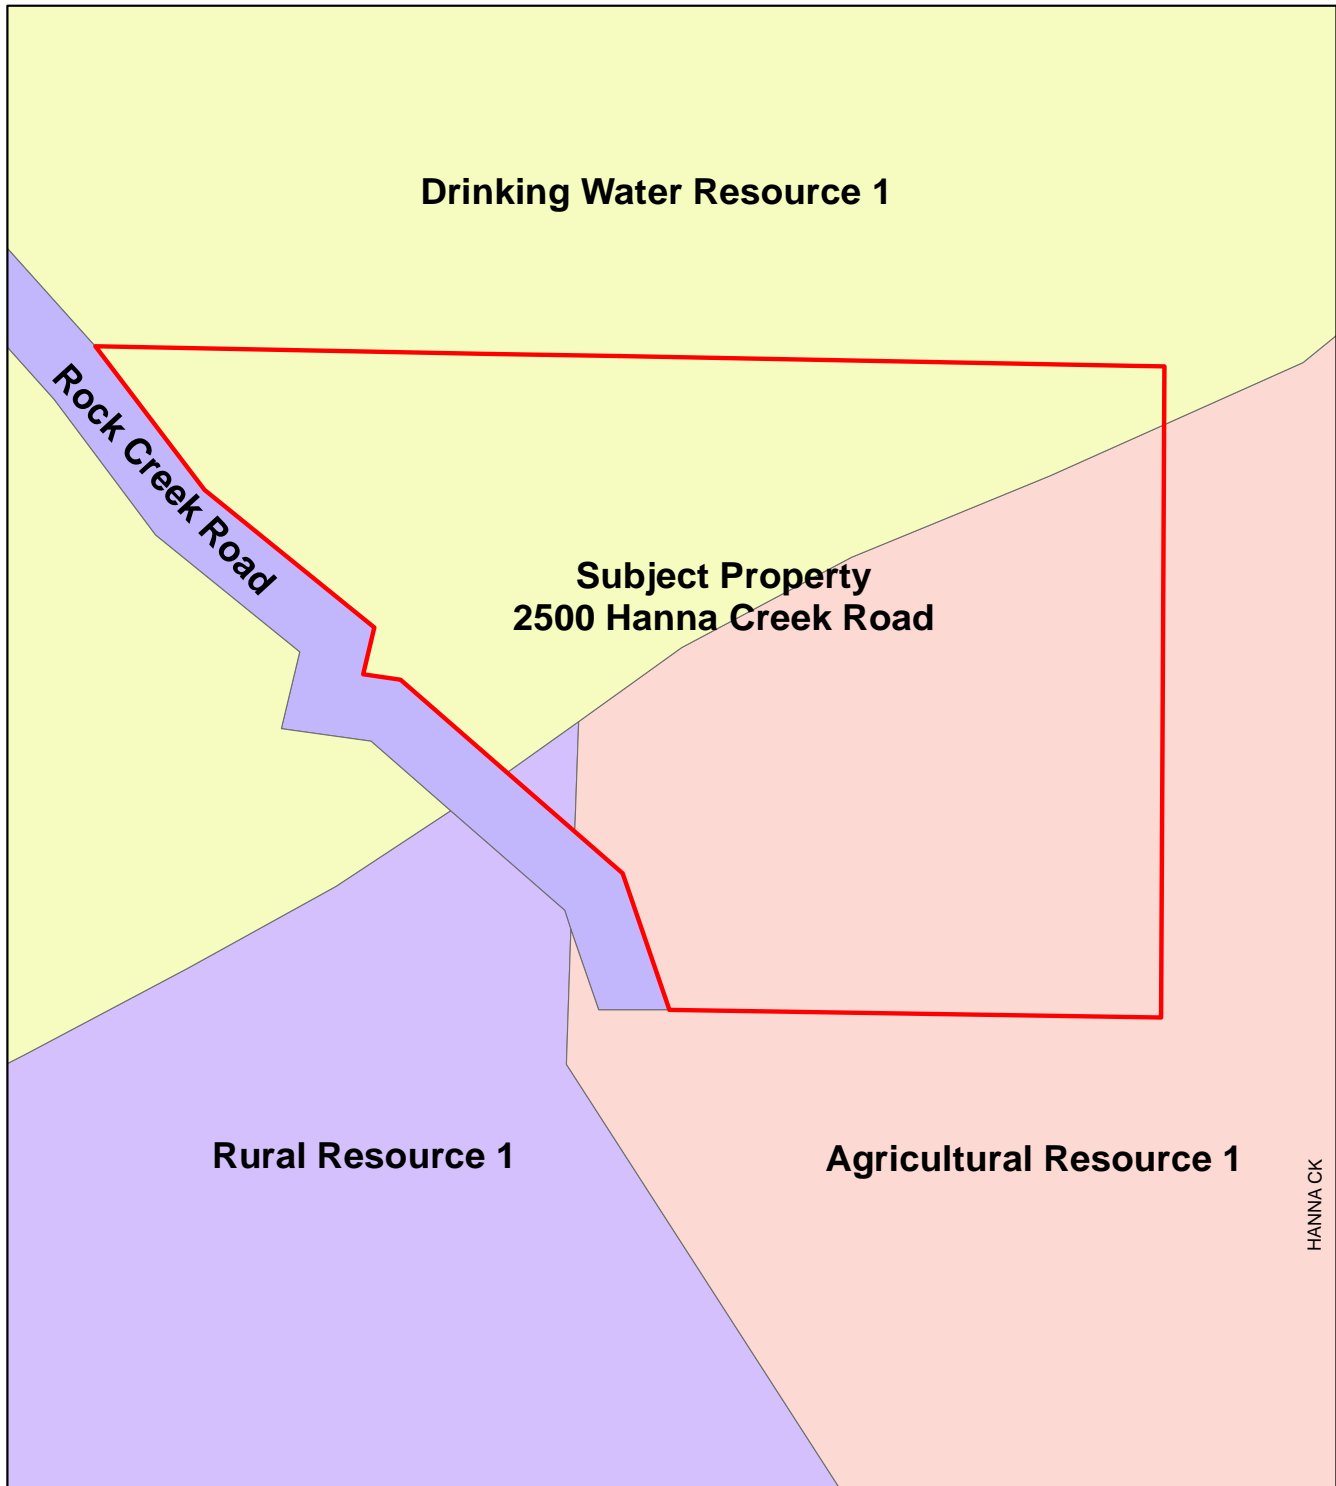 Drinking Water Resource 1
Rock Creek Road
Subject Property
2500 Hanna Creek Road
Rural Resource 1
Agricultural Resource 1
HANNA CK